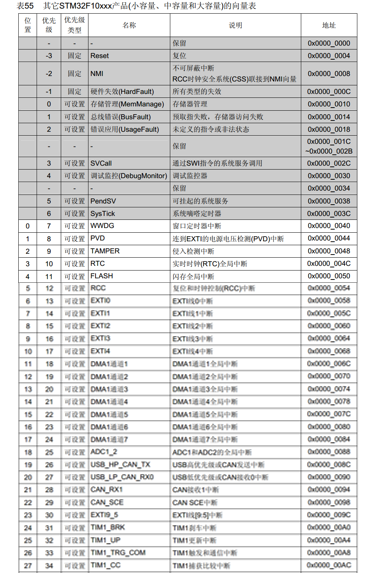 表55 其它STM32F10xxx产品(小容量、中容量和大容量)的向量表
位置 优先级 优先级类型 名称 说明 地址
- - - 保留 0x0000_0000
-3 固定 Reset 复位 0x0000_0004
-2 固定 NMI 不可屏蔽中断 RCC时钟安全系统(CSS)联接到NMI向量 0x0000_0008
-1 固定 硬件失效(HardFault) 所有类型的失效 0x0000_000C
0 可设置 存储管理(MemManage) 存储器管理 0x0000_0010
1 可设置 总线错误(BusFault) 预取指失败，存储器访问失败 0x0000_0014
2 可设置 错误应用(UsageFault) 未定义的指令或非法状态 0x0000_0018
- - - 保留 0x0000_001C ~0x0000_002B
3 可设置 SVCall 通过SWI指令的系统服务调用 0x0000_002C
4 可设置 调试监控(DebugMonitor) 调试监控器 0x0000_0030
- - - 保留 0x0000_0034
5 可设置 PendSV 可挂起的系统服务 0x0000_0038
6 可设置 SysTick 系统嘀嗒定时器 0x0000_003C
0 7 可设置 WWDG 窗口定时器中断 0x0000_0040
1 8 可设置 PVD 连到EXTI的电源电压检测(PVD)中断 0x0000_0044
2 9 可设置 TAMPER 侵入检测中断 0x0000_0048
3 10 可设置 RTC 实时时钟(RTC)全局中断 0x0000_004C
4 11 可设置 FLASH 闪存全局中断 0x0000_0050
5 12 可设置 RCC 复位和时钟控制(RCC)中断 0x0000_0054
6 13 可设置 EXTI0 EXTI线0中断 0x0000_0058
7 14 可设置 EXTI1 EXTI线1中断 0x0000_005C
8 15 可设置 EXTI2 EXTI线2中断 0x0000_0060
9 16 可设置 EXTI3 EXTI线3中断 0x0000_0064
10 17 可设置 EXTI4 EXTI线4中断 0x0000_0068
11 18 可设置 DMA1通道1 DMA1通道1全局中断 0x0000_006C
12 19 可设置 DMA1通道2 DMA1通道2全局中断 0x0000_0070
13 20 可设置 DMA1通道3 DMA1通道3全局中断 0x0000_0074
14 21 可设置 DMA1通道4 DMA1通道4全局中断 0x0000_0078
15 22 可设置 DMA1通道5 DMA1通道5全局中断 0x0000_007C
16 23 可设置 DMA1通道6 DMA1通道6全局中断 0x0000_0080
17 24 可设置 DMA1通道7 DMA1通道7全局中断 0x0000_0084
18 25 可设置 ADC1_2 ADC1和ADC2的全局中断 0x0000_0088
19 26 可设置 USB_HP_CAN_TX USB高优先级或CAN发送中断 0x0000_008C
20 27 可设置 USB_LP_CAN_RX0 USB低优先级或CAN接收0中断 0x0000_0090
21 28 可设置 CAN_RX1 CAN接收1中断 0x0000_0094
22 29 可设置 CAN_SCE CAN SCE中断 0x0000_0098
23 30 可设置 EXTI9_5 EXTI线[9:5]中断 0x0000_009C
24 31 可设置 TIM1_BRK TIM1刹车中断 0x0000_00A0
25 32 可设置 TIM1_UP TIM1更新中断 0x0000_00A4
26 33 可设置 TIM1_TRG_COM TIM1触发和通信中断 0x0000_00A8
27 34 可设置 TIM1_CC TIM1捕获比较中断 0x0000_00AC